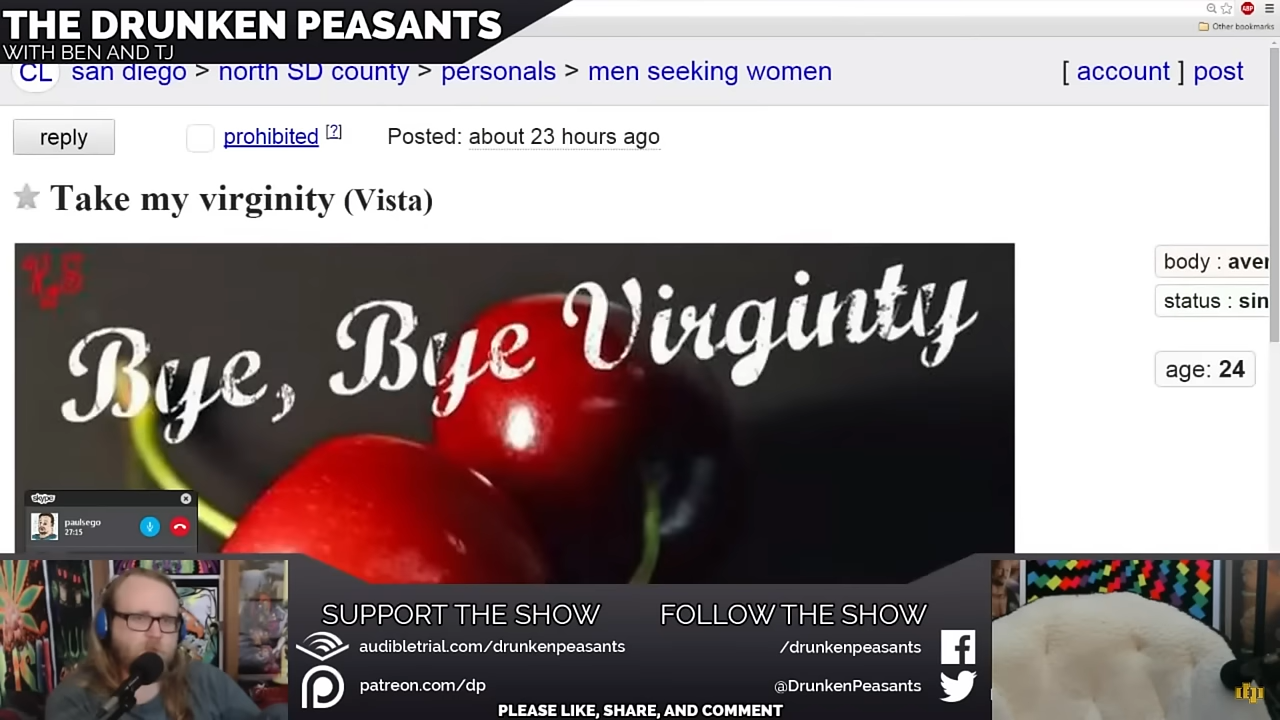 THE DRUNKEN PEASANTS
WITH BEN AND TJ
ABP
Other bookmarks
CL san diego > north SD county > personals > men seeking women
[ account ] post
reply
prohibited [?]
Posted: about 23 hours ago
Take my virginity (Vista)
Bye, Bye Virginty
body : aver
status : sin
age: 24
skype
paulsego
27:15
SUPPORT THE SHOW
audibletrial.com/drunkenpeasants
patreon.com/dp
FOLLOW THE SHOW
/drunkenpeasants
@DrunkenPeasants
PLEASE LIKE, SHARE, AND COMMENT